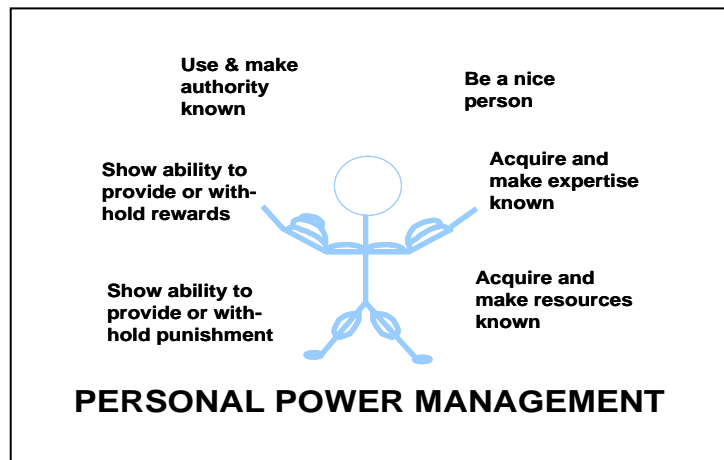 Use & make
authority
known
Be a nice
person
Show ability to
provide or with-
hold rewards
Acquire and
make expertise
known
Show ability to
provide or with-
hold punishment
Acquire and
make resources
known
PERSONAL POWER MANAGEMENT